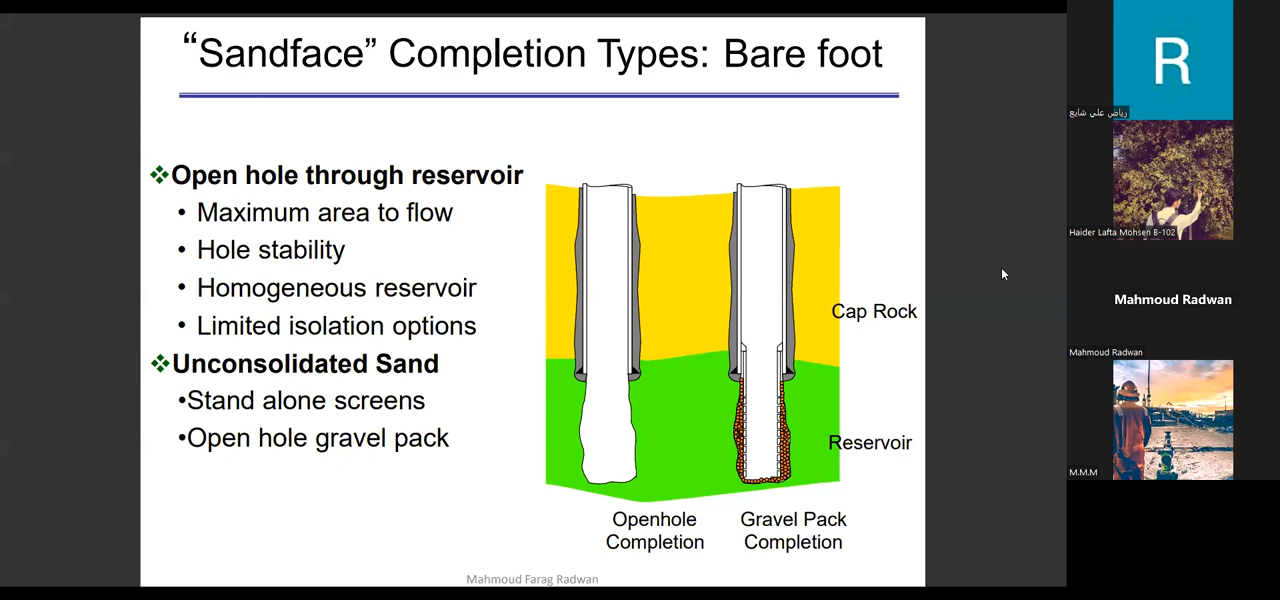 “Sandface” Completion Types: Bare foot
❖Open hole through reservoir
• Maximum area to flow
• Hole stability
• Homogeneous reservoir
• Limited isolation options
❖Unconsolidated Sand
•Stand alone screens
•Open hole gravel pack
Cap Rock
Reservoir
Openhole
Completion
Gravel Pack
Completion
Mahmoud Farag Radwan
R
رياض علي شايع
Haider Lafta Mohsen B-102
Mahmoud Radwan
Mahmoud Radwan
M.M.M